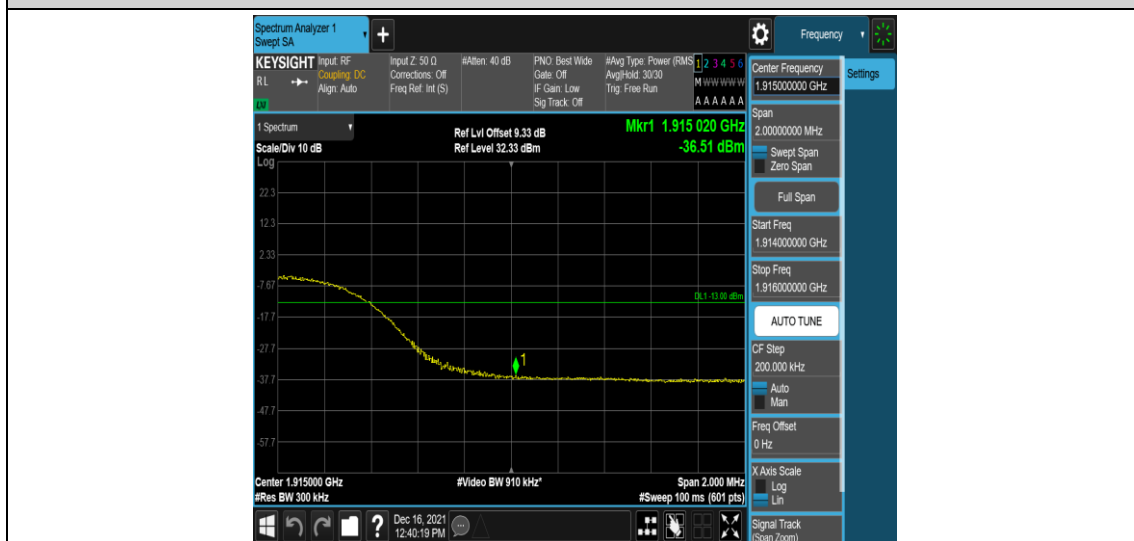 Spectrum Analyzer 1
Swept SA
+
Frequency
KEYSIGHT
RL
LXI
Input: RF
Coupling: DC
Align: Auto
Input Z: 50 Ω
Corrections: Off
Freq Ref: Int (S)
#Atten: 40 dB
PNO: Best Wide
Gate: Off
IF Gain: Low
Sig Track: Off
#Avg Type: Power (RMS
Avg|Hold: 30/30
Trig: Free Run
1 2 3 4 5 6
M W W W W W
A A A A A A
1 Spectrum
Scale/Div 10 dB
Log
Ref Lvl Offset 9.33 dB
Ref Level 32.33 dBm
Mkr1 1.915 020 GHz
-36.51 dBm
22.3
12.3
2.33
-7.67
DL1 -13.00 dBm
-17.7
-27.7
1
-37.7
-47.7
-57.7
Center 1.915000 GHz
#Res BW 300 kHz
#Video BW 910 kHz*
Span 2.000 MHz
#Sweep 100 ms (601 pts)
Center Frequency
1.915000000 GHz
Settings
Span
2.00000000 MHz
Swept Span
Zero Span
Full Span
Start Freq
1.914000000 GHz
Stop Freq
1.916000000 GHz
AUTO TUNE
CF Step
200.000 kHz
Auto
Man
Freq Offset
0 Hz
X Axis Scale
Log
Lin
Signal Track
(Span Zoom)
?
Dec 16, 2021
12:40:19 PM